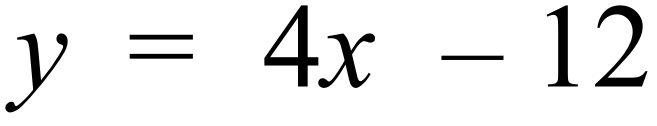 y = 4x − 12